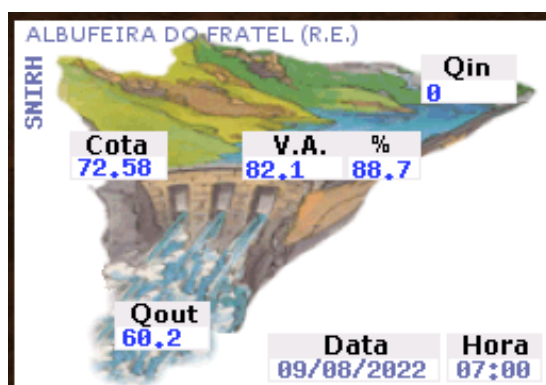 ALBUFEIRA DO FRATEL (R.E.)
SNIRH
Qin
0
Cota V.A. %
72.58 82.1 88.7
Qout
60.2
Data Hora
09/08/2022 07:00